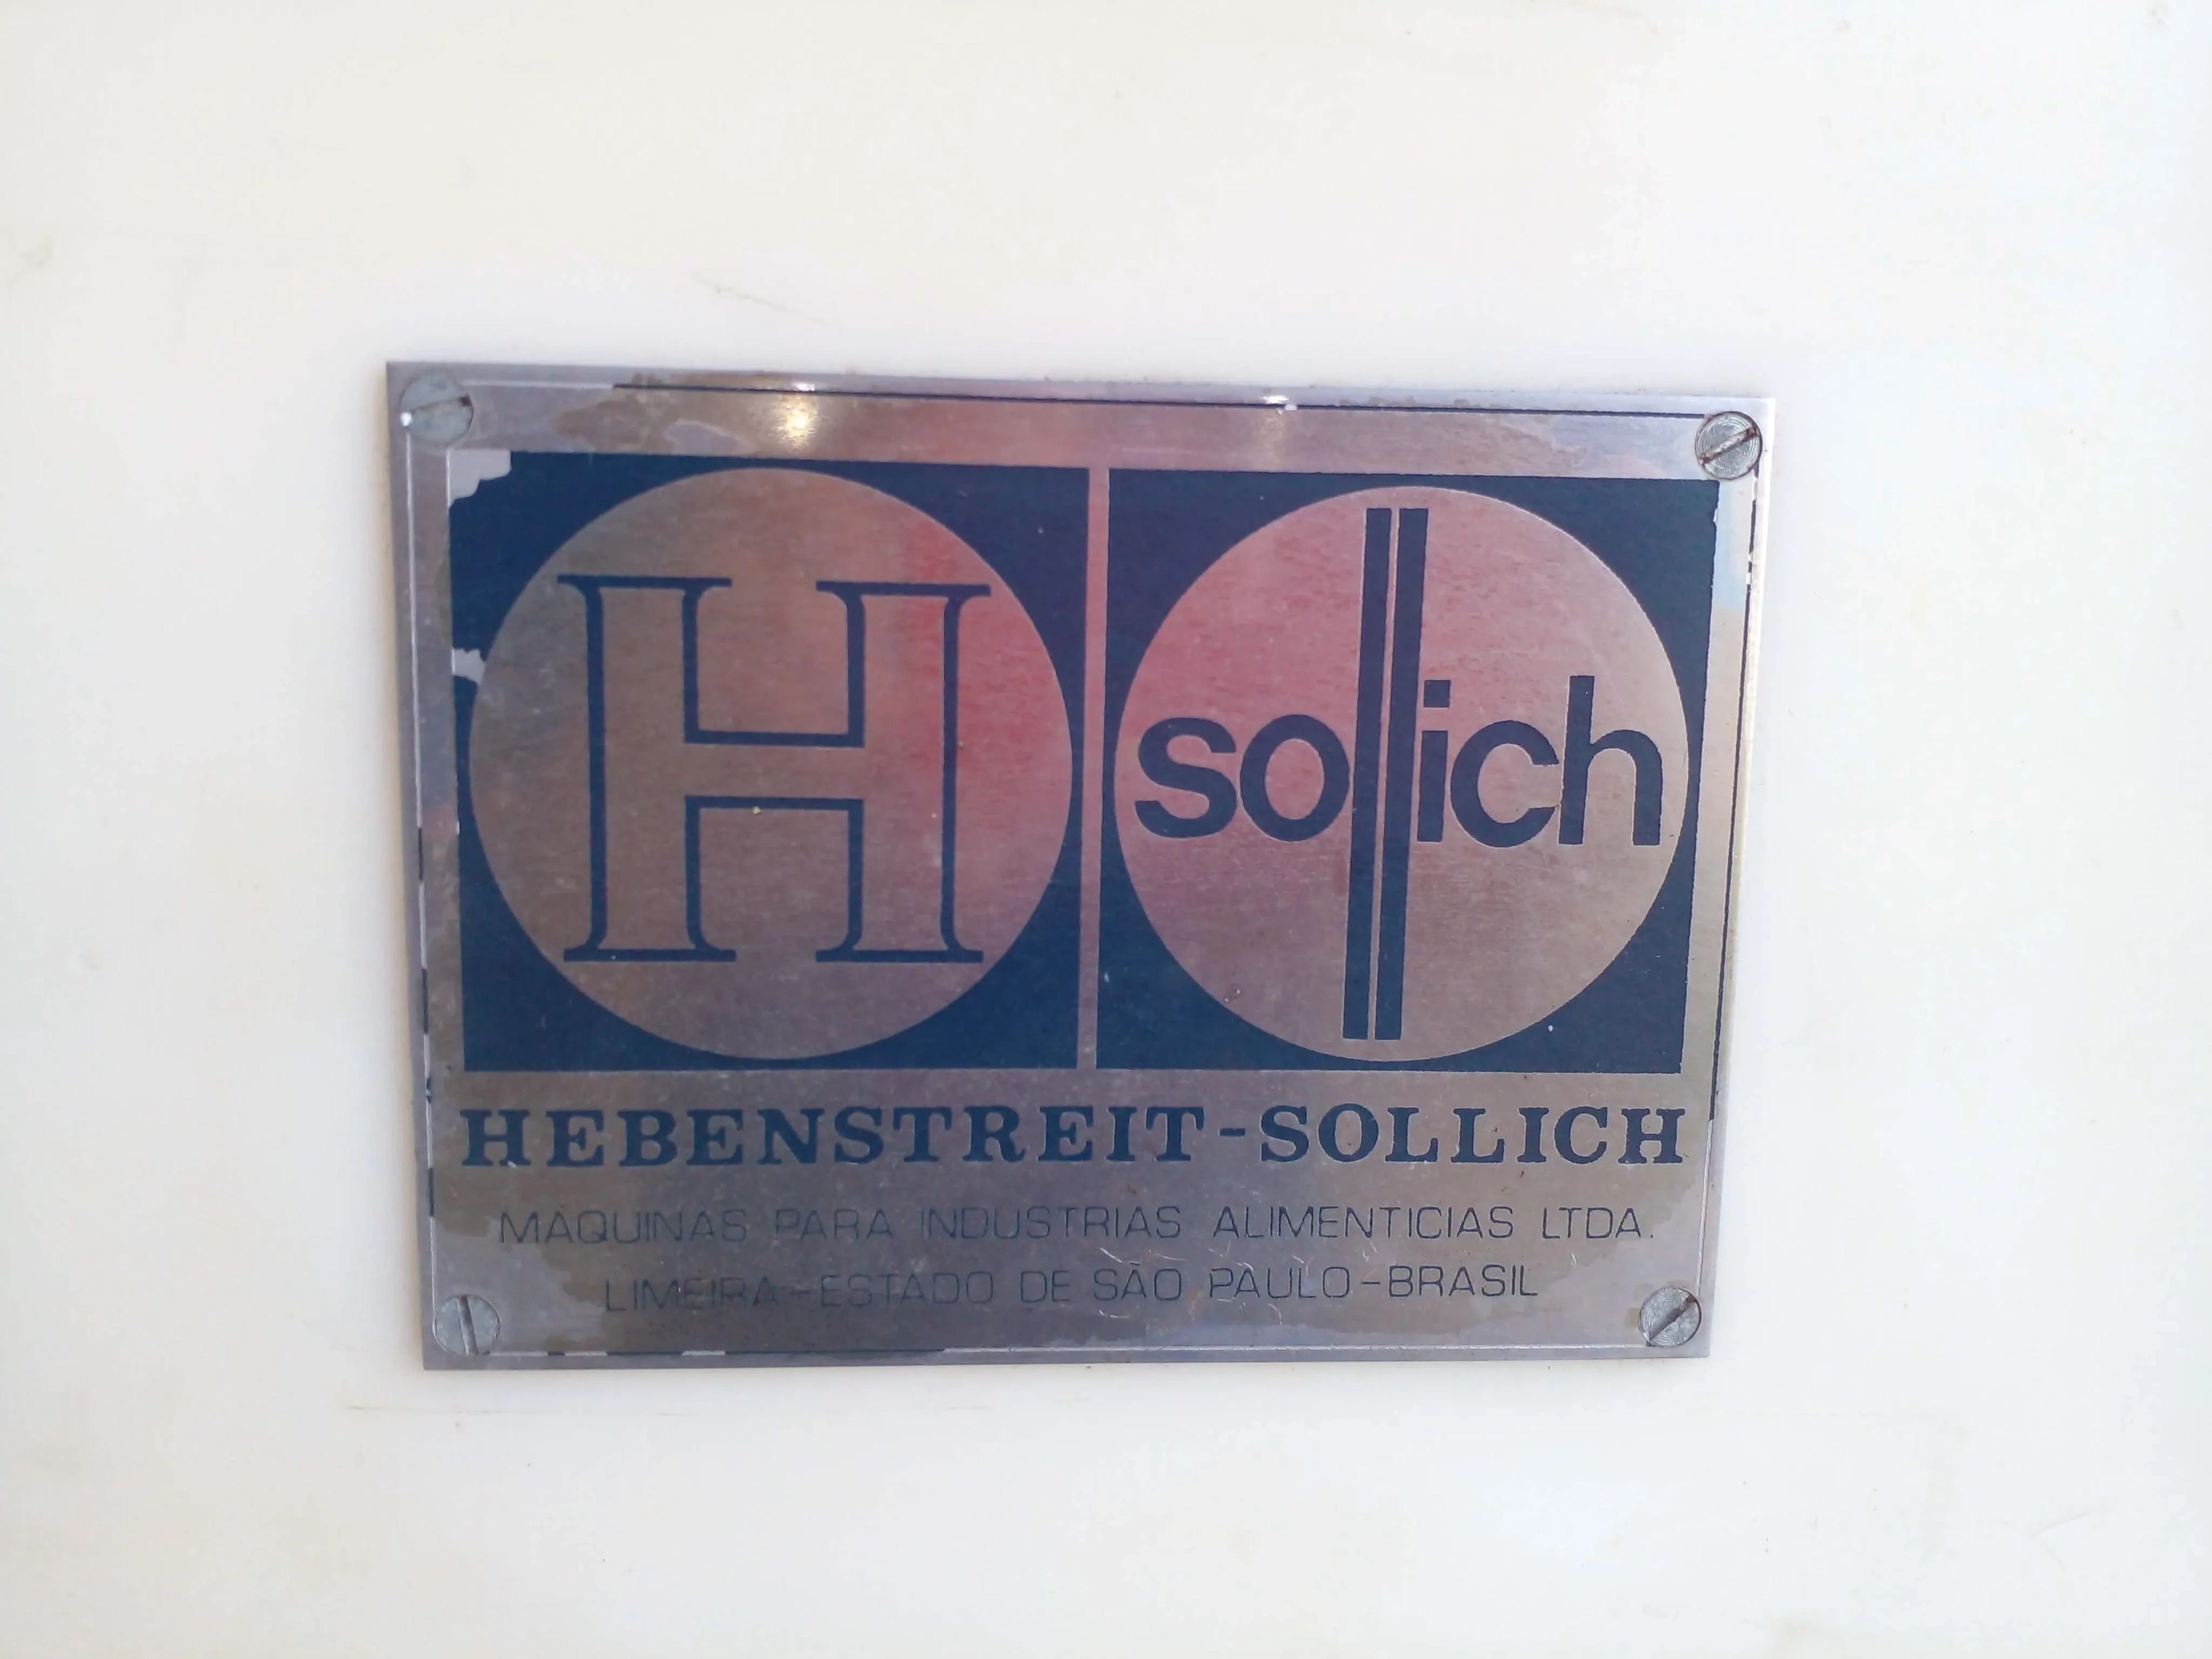 H
sollich
HEBENSTREIT-SOLLICH
MAQUINAS PARA INDUSTRIAS ALIMENTICIAS LTDA.
LIMEIRA-ESTADO DE SÃO PAULO-BRASIL